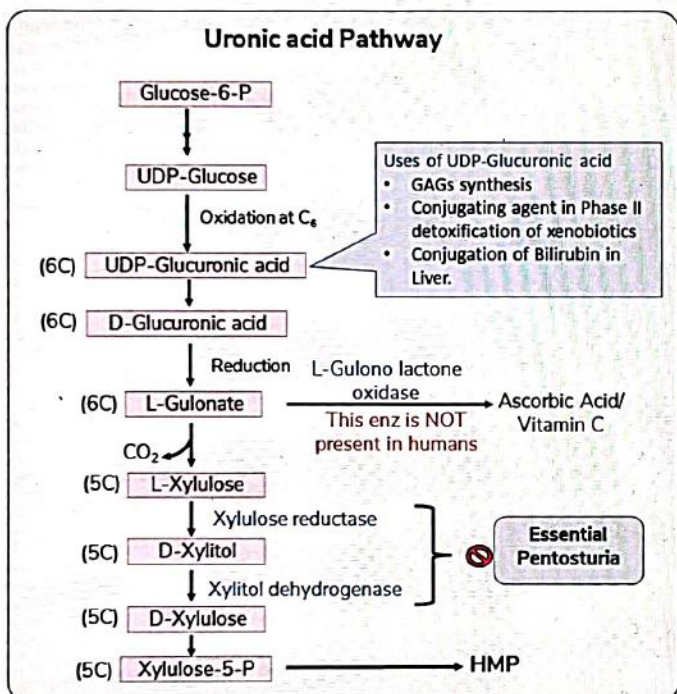 Uronic acid Pathway
Glucose-6-P
UDP-Glucose
Oxidation at C₆
Uses of UDP-Glucuronic acid
• GAGs synthesis
• Conjugating agent in Phase II
detoxification of xenobiotics
• Conjugation of Bilirubin in
Liver.
(6C) UDP-Glucuronic acid
(6C) D-Glucuronic acid
Reduction
L-Gulono lactone
oxidase
(6C) L-Gulonate
Ascorbic Acid/
Vitamin C
This enz is NOT
present in humans
CO₂
(5C) L-Xylulose
Xylulose reductase
(5C) D-Xylitol
Essential
Pentosturia
Xylitol dehydrogenase
(5C) D-Xylulose
(5C) Xylulose-5-P
HMP